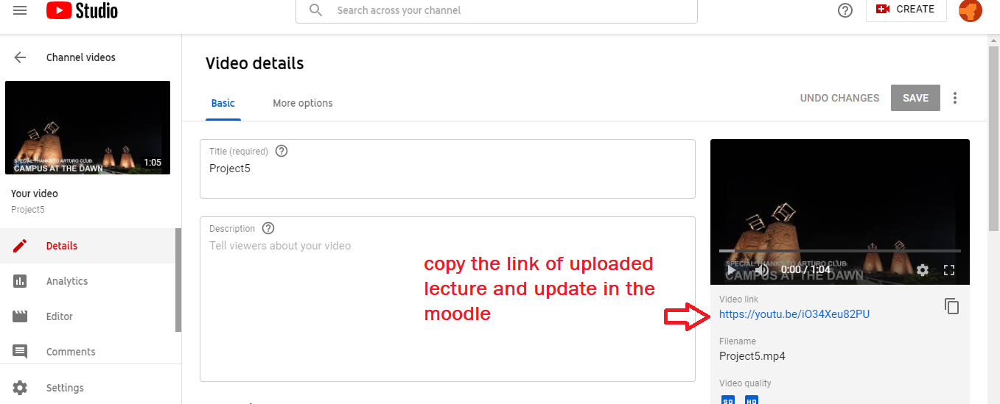 Studio
Search across your channel
CREATE
Channel videos
SPECIAL THANKS TO ARTURO CLUB
CAMPUS AT THE DAWN
1:05
Your video
Project5
Details
Analytics
Editor
Comments
Settings
Video details
Basic
More options
UNDO CHANGES
SAVE
Title (required)
Project5
Description
Tell viewers about your video
copy the link of uploaded
lecture and update in the
moodle
SPECIAL THANKS TO ARTURO CLUB
0:00 / 1:04
CAMPUS AT THE DAWN
Video link
https://youtu.be/iO34Xeu82PU
Filename
Project5.mp4
Video quality
SD HD